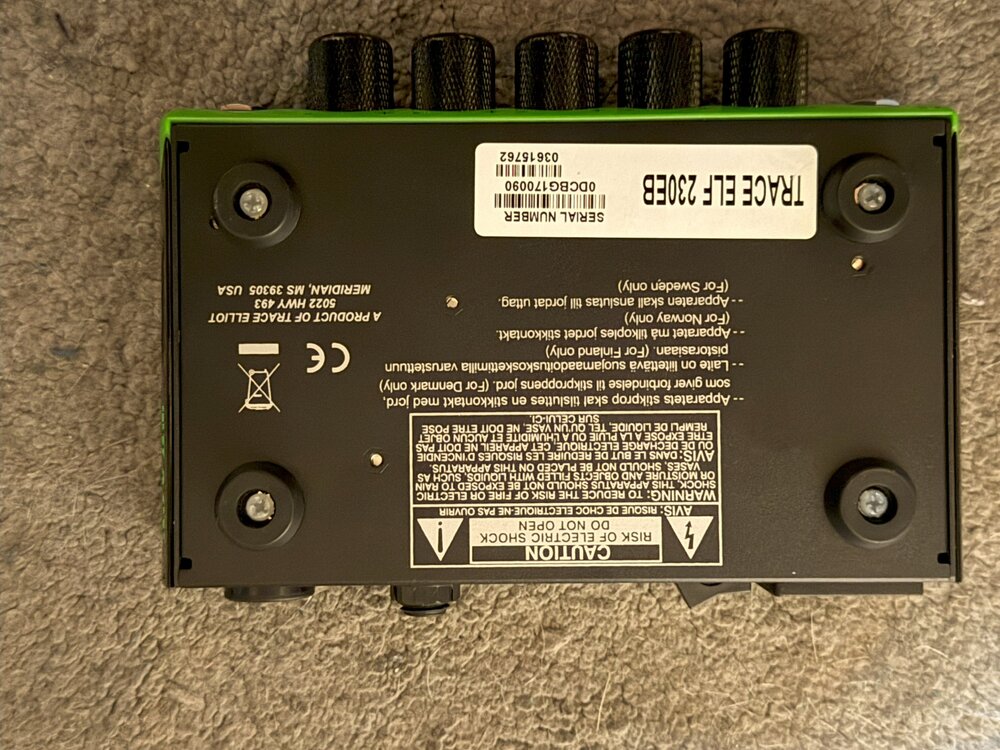 CAUTION
RISK OF ELECTRIC SHOCK
DO NOT OPEN
AVIS: RISQUE DE CHOC ELECTRIQUE-NE PAS OUVRIR
WARNING: TO REDUCE THE RISK OF FIRE OR ELECTRIC
SHOCK, THIS APPARATUS SHOULD NOT BE EXPOSED TO RAIN
OR MOISTURE AND OBJECTS FILLED WITH LIQUIDS, SUCH AS
VASES, SHOULD NOT BE PLACED ON THIS APPARATUS.
AVIS: DANS LE BUT DE REDUIRE LES RISQUES D'INCENDIE
OU DE DECHARGE ELECTRIQUE, CET APPAREIL NE DOIT PAS
ETRE EXPOSE A LA PLUIE OU A L'HUMIDITE ET AUCUN OBJET
REMPLI DE LIQUIDE, TEL QU'UN VASE, NE DOIT ETRE POSE
SUR CELUI-CI.
-- Apparatets stikprop skal tilsluttes en stikkontakt med jord,
som giver forbindelse til stikproppens jord. (For Denmark only)
-- Laite on liitettävä suojamaadoituskoskettimilla varustettuun
pistorasiaan. (For Finland only)
-- Apparatet må tilkoples jordet stikkontakt.
(For Norway only)
-- Apparaten skall anslutas till jordat uttag.
(For Sweden only)
CE
A PRODUCT OF TRACE ELLIOT
5022 HWY 493
MERIDIAN, MS 39305 USA
TRACE ELF 230EB
SERIAL NUMBER
0DCBG170090
03615762